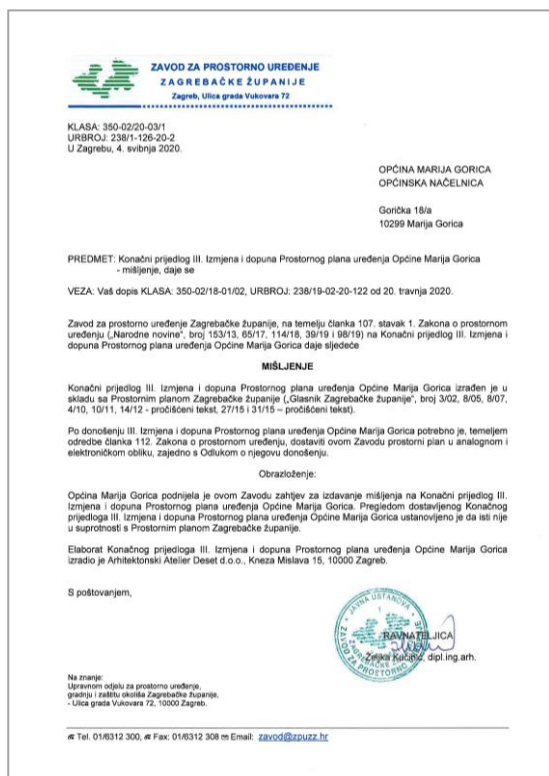 ZAVOD ZA PROSTORNO UREĐENJE
ZAGREBAČKE ŽUPANIJE
Zagreb, Ulica grada Vukovara 72
KLASA: 350-02/20-03/1
URBROJ: 238/1-126-20-2
U Zagrebu, 4. svibnja 2020.
OPĆINA MARIJA GORICA
OPĆINSKA NAČELNICA
Gorička 18/a
10299 Marija Gorica
PREDMET: Konačni prijedlog III. Izmjena i dopuna Prostornog plana uređenja Općine Marija Gorica
- mišljenje, daje se
VEZA: Vaš dopis KLASA: 350-02/18-01/02, URBROJ: 238/19-02-20-122 od 20. travnja 2020.
Zavod za prostorno uređenje Zagrebačke županije, na temelju članka 107. stavak 1. Zakona o prostornom
uređenju („Narodne novine“, broj 153/13, 65/17, 114/18, 39/19 i 98/19) na Konačni prijedlog III. Izmjena i
dopuna Prostornog plana uređenja Općine Marija Gorica daje sljedeće
MIŠLJENJE
Konačni prijedlog III. Izmjena i dopuna Prostornog plana uređenja Općine Marija Gorica izrađen je u
skladu sa Prostornim planom Zagrebačke županije („Glasnik Zagrebačke županije“, broj 3/02, 8/05, 8/07,
4/10, 10/11, 14/12 - pročišćeni tekst, 27/15 i 31/15 – pročišćeni tekst).
Po donošenju III. Izmjena i dopuna Prostornog plana uređenja Općine Marija Gorica potrebno je, temeljem
odredbe članka 112. Zakona o prostornom uređenju, dostaviti ovom Zavodu prostorni plan u analognom i
elektroničkom obliku, zajedno s Odlukom o njegovu donošenju.
Obrazloženje:
Općina Marija Gorica podnijela je ovom Zavodu zahtjev za izdavanje mišljenja na Konačni prijedlog III.
Izmjena i dopuna Prostornog plana uređenja Općine Marija Gorica. Pregledom dostavljenog Konačnog
prijedloga III. Izmjena i dopuna Prostornog plana uređenja Općine Marija Gorica ustanovljeno je da isti nije
u suprotnosti s Prostornim planom Zagrebačke županije.
Elaborat Konačnog prijedloga III. Izmjena i dopuna Prostornog plana uređenja Općine Marija Gorica
izradio je Arhitektonski Atelier Deset d.o.o., Kneza Mislava 15, 10000 Zagreb.
S poštovanjem,
JAVNA USTANOVA
ZAVOD ZA PROSTORNO UREĐENJE
ZAGREBAČKE ŽUPANIJE
RAVNATELJICA
Željka Kučinić, dipl.ing.arh.
Na znanje:
Upravnom odjelu za prostorno uređenje,
gradnju i zaštitu okoliša Zagrebačke županije,
- Ulica grada Vukovara 72, 10000 Zagreb.
Tel. 01/6312 300, Fax: 01/6312 308 Email: zavod@zpuzz.hr